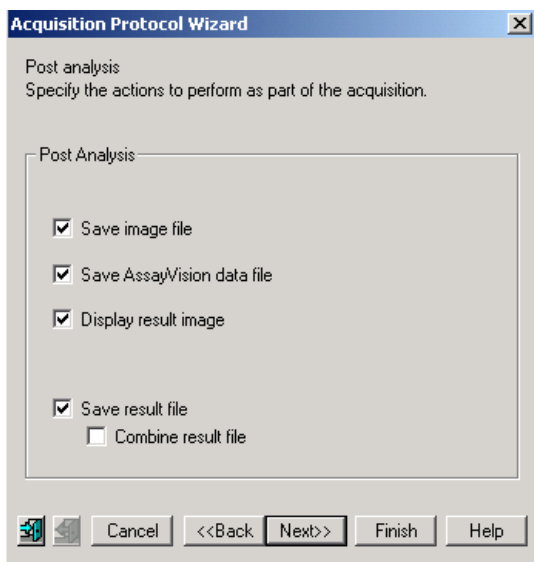 Acquisition Protocol Wizard
Post analysis
Specify the actions to perform as part of the acquisition.
Post Analysis
Save image file
Save AssayVision data file
Display result image
Save result file
Combine result file
Cancel <<Back Next>> Finish Help